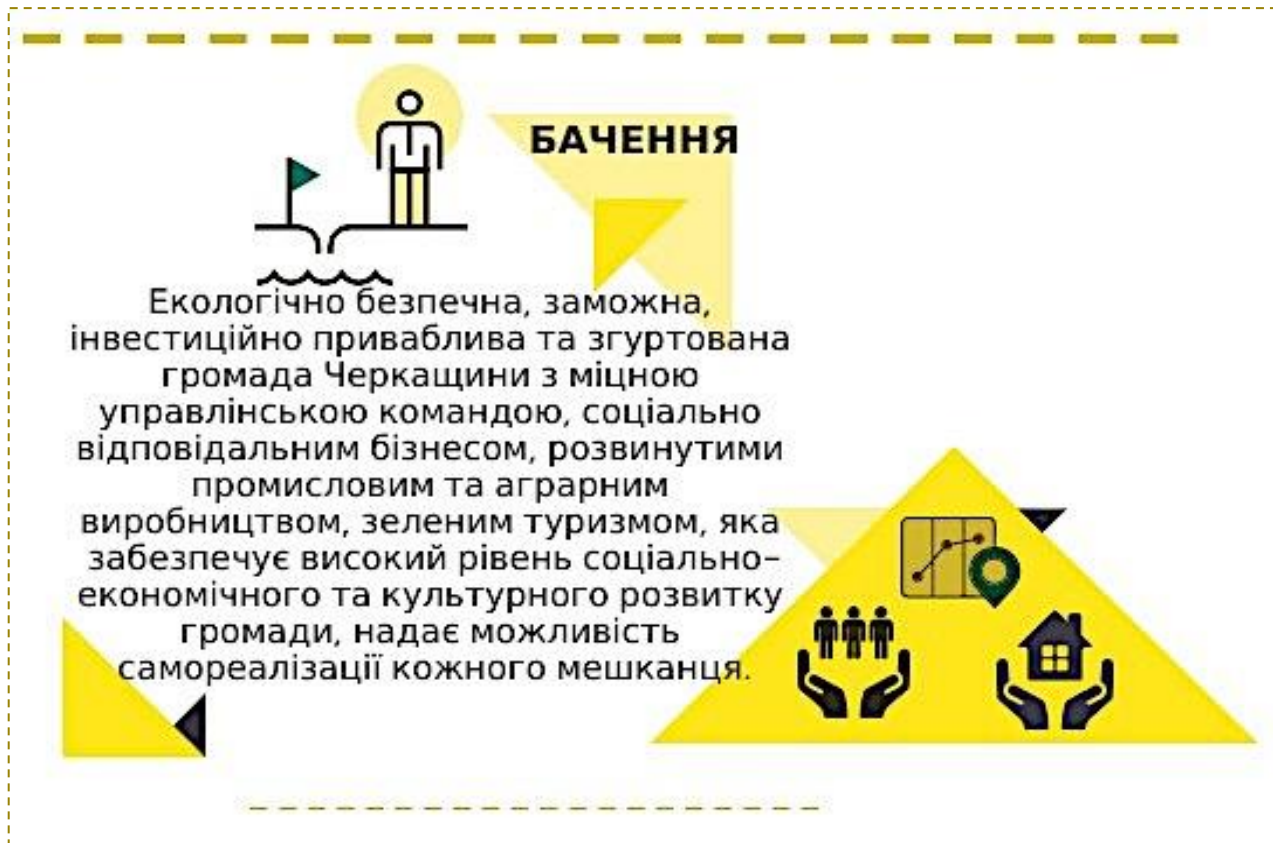 БАЧЕННЯ
Екологічно безпечна, заможна,
інвестиційно приваблива та згуртована
громада Черкащини з міцною
управлінською командою, соціально
відповідальним бізнесом, розвинутими
промисловим та аграрним
виробництвом, зеленим туризмом, яка
забезпечує високий рівень соціально–
економічного та культурного розвитку
громади, надає можливість
самореалізації кожного мешканця.